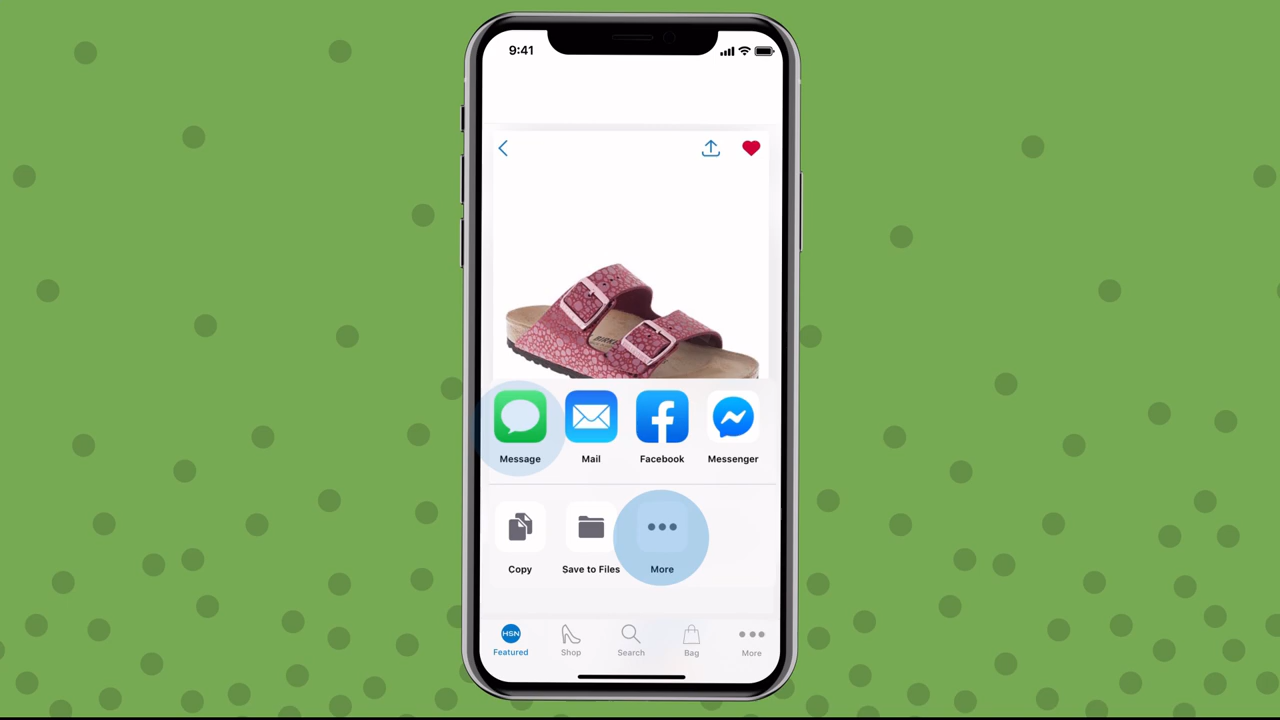 9:41
Message Mail Facebook Messenger
Copy Save to Files More
HSN
Featured Shop Search Bag More